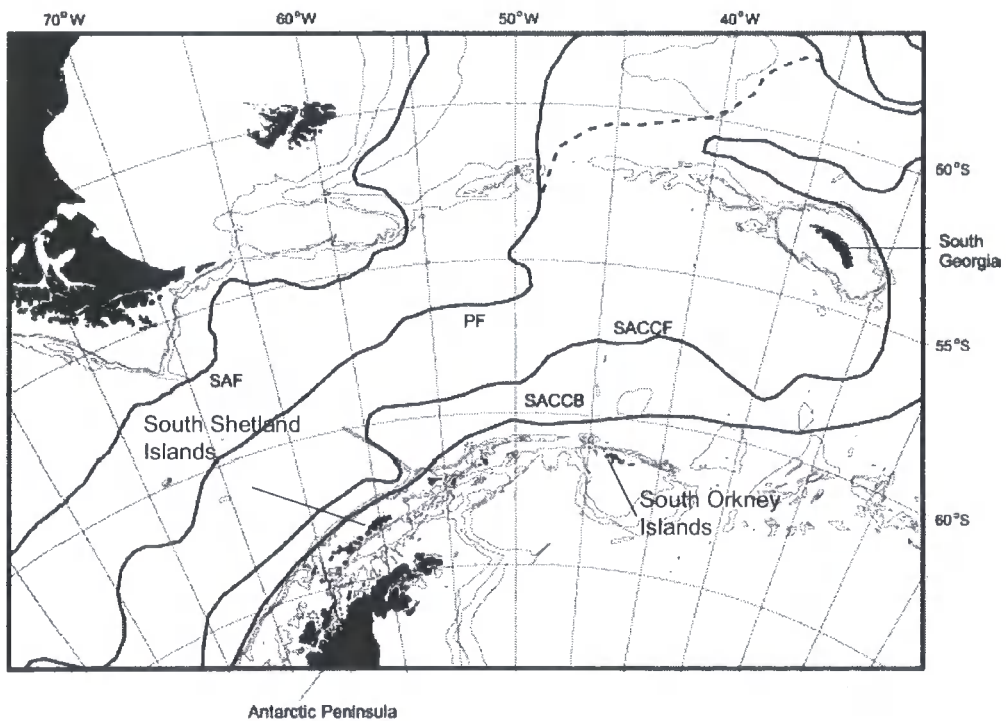 70°W
60°W
50°W
40°W
60°S
South
Georgia
PF
SACCF
55°S
SAF
SACCB
South Shetland
Islands
South Orkney
Islands
60°S
Antarctic Peninsula